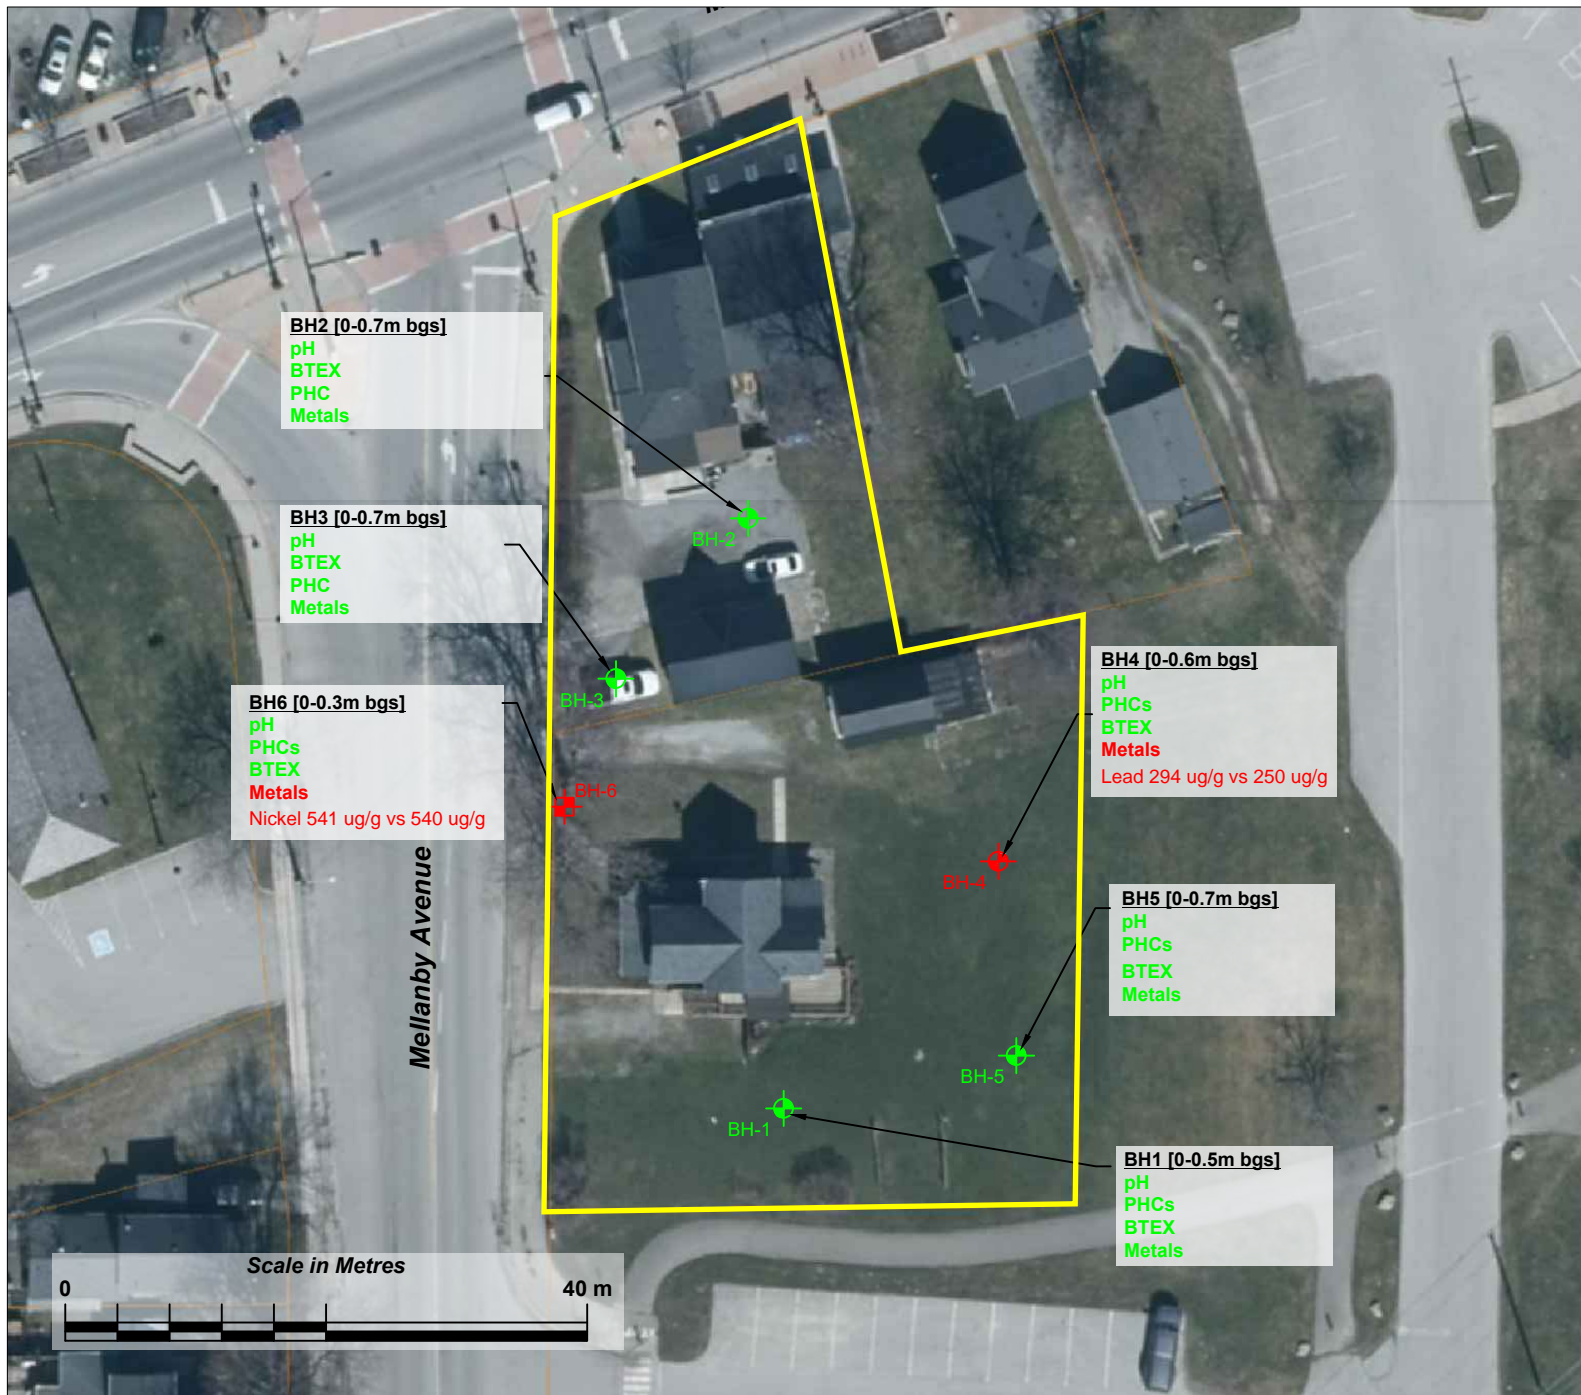 BH2 [0-0.7m bgs]
pH
BTEX
PHC
Metals
BH3 [0-0.7m bgs]
pH
BTEX
PHC
Metals
BH-2
BH-3
BH6 [0-0.3m bgs]
pH
PHCs
BTEX
Metals
Nickel 541 ug/g vs 540 ug/g
BH-6
BH4 [0-0.6m bgs]
pH
PHCs
BTEX
Metals
Lead 294 ug/g vs 250 ug/g
BH-4
Mellanby Avenue
BH5 [0-0.7m bgs]
pH
PHCs
BTEX
Metals
BH-5
BH-1
BH1 [0-0.5m bgs]
pH
PHCs
BTEX
Metals
Scale in Metres
0 40 m